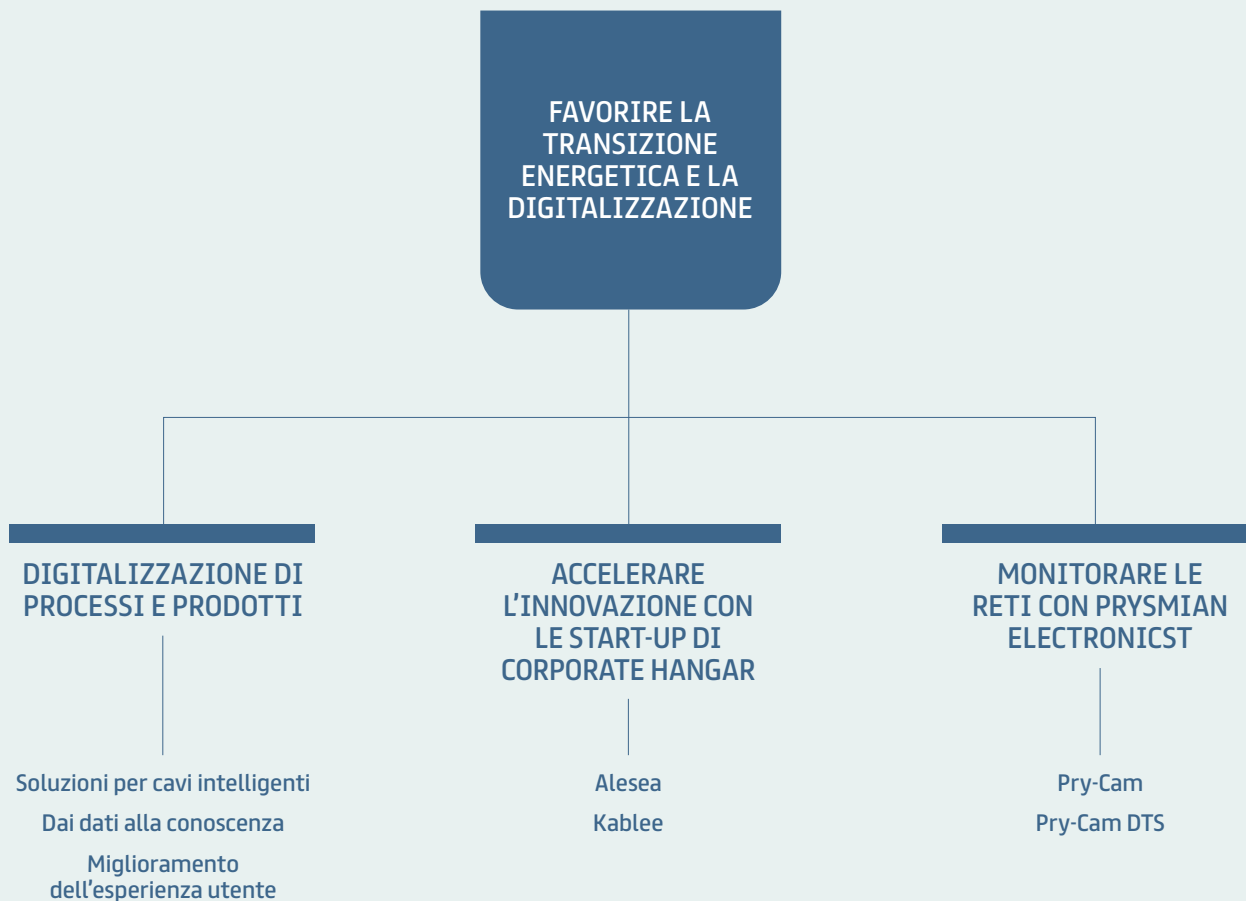 FAVORIRE LA
TRANSIZIONE
ENERGETICA E LA
DIGITALIZZAZIONE
DIGITALIZZAZIONE DI
PROCESSI E PRODOTTI
Soluzioni per cavi intelligenti
Dai dati alla conoscenza
Miglioramento
dell’esperienza utente
ACCELERARE
L’INNOVAZIONE CON
LE START-UP DI
CORPORATE HANGAR
Alesea
Kablee
MONITORARE LE
RETI CON PRYSMIAN
ELECTRONICST
Pry-Cam
Pry-Cam DTS